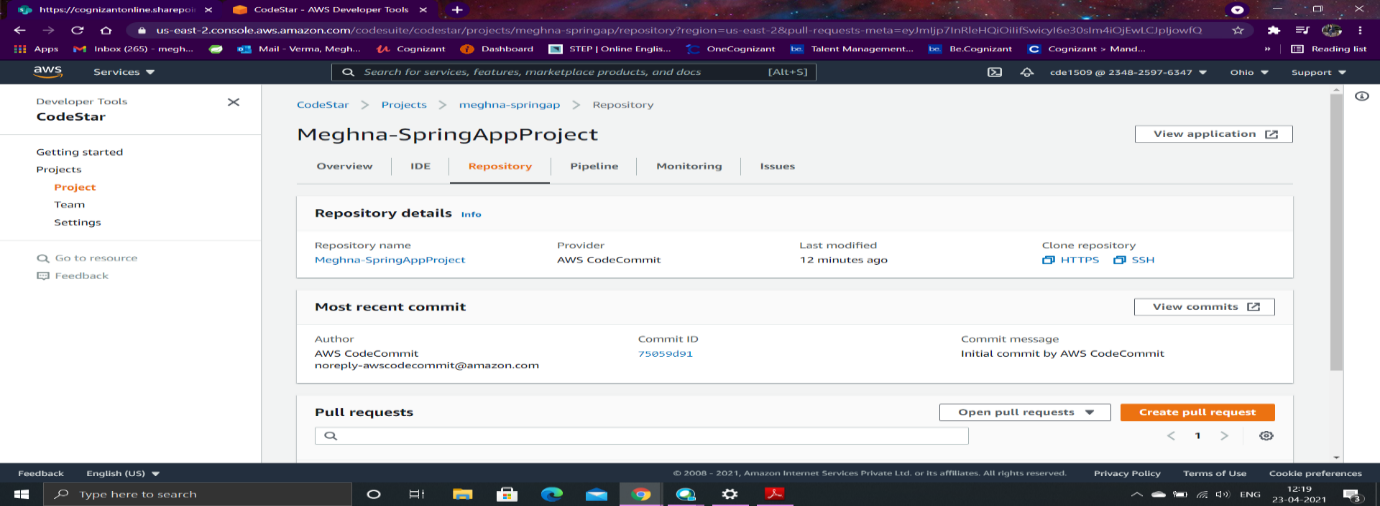 https://cognizantonline.sharepoi
CodeStar - AWS Developer Tools
us-east-2.console.aws.amazon.com/codesuite/codestar/projects/meghna-springap/repository?region=us-east-2&pull-requests-meta=
Apps
Inbox (265) - megh...
Mail - Verma, Megh...
Cognizant
Dashboard
STEP | Online Englis...
OneCognizant
Talent Management...
Be.Cognizant
Cognizant > Mand...
»
Reading list
aws
Services
Search for services, features, marketplace products, and docs
[Alt+S]
cde1509 @ 2348-2597-6347
Ohio
Support
Developer Tools
CodeStar
Getting started
Projects
Project
Team
Settings
Go to resource
Feedback
CodeStar > Projects > meghna-springap > Repository
Meghna-SpringAppProject
View application
Overview
IDE
Repository
Pipeline
Monitoring
Issues
Repository details Info
Repository name
Provider
Last modified
Clone repository
Meghna-SpringAppProject
AWS CodeCommit
12 minutes ago
HTTPS
SSH
Most recent commit
View commits
Author
Commit ID
Commit message
AWS CodeCommit
75059d91
Initial commit by AWS CodeCommit
noreply-awscodecommit@amazon.com
Pull requests
Open pull requests
Create pull request
< 1 >
Feedback
English (US)
© 2008 - 2021, Amazon Internet Services Private Ltd. or its affiliates. All rights reserved.
Privacy Policy
Terms of Use
Cookie preferences
Type here to search
ENG
12:19
23-04-2021
3